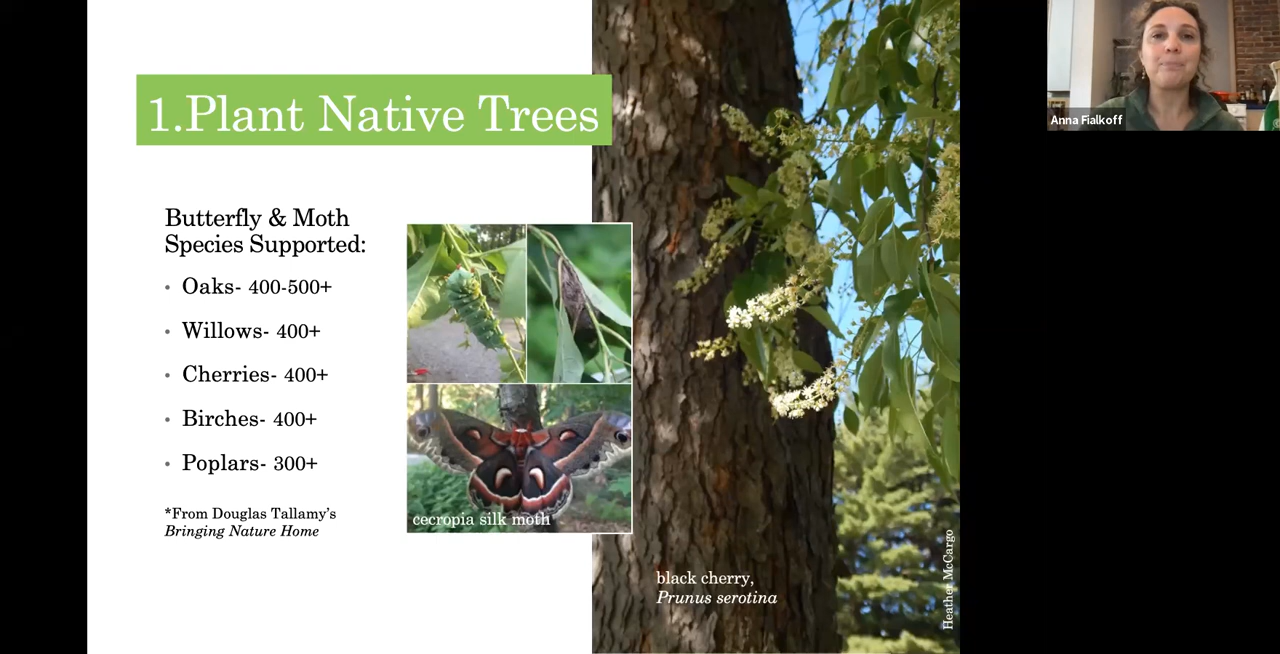 1.Plant Native Trees
Butterfly & Moth
Species Supported:
• Oaks- 400-500+
• Willows- 400+
• Cherries- 400+
• Birches- 400+
• Poplars- 300+
*From Douglas Tallamy's
Bringing Nature Home
cecropia silk moth
black cherry,
Prunus serotina
Heather McCargo
Anna Fialkoff